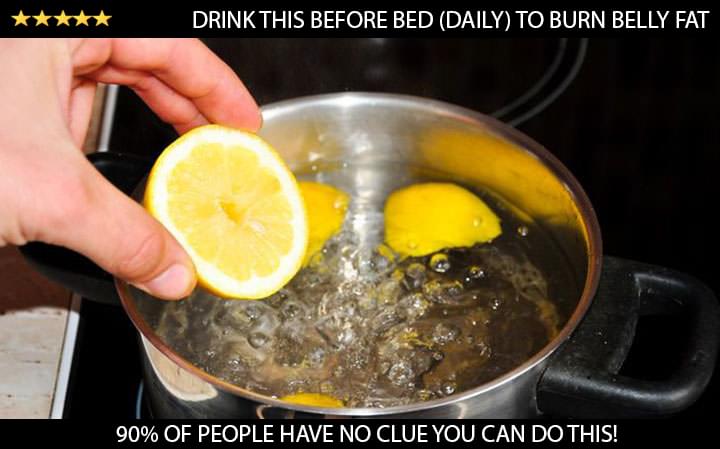 DRINK THIS BEFORE BED (DAILY) TO BURN BELLY FAT
90% OF PEOPLE HAVE NO CLUE YOU CAN DO THIS!